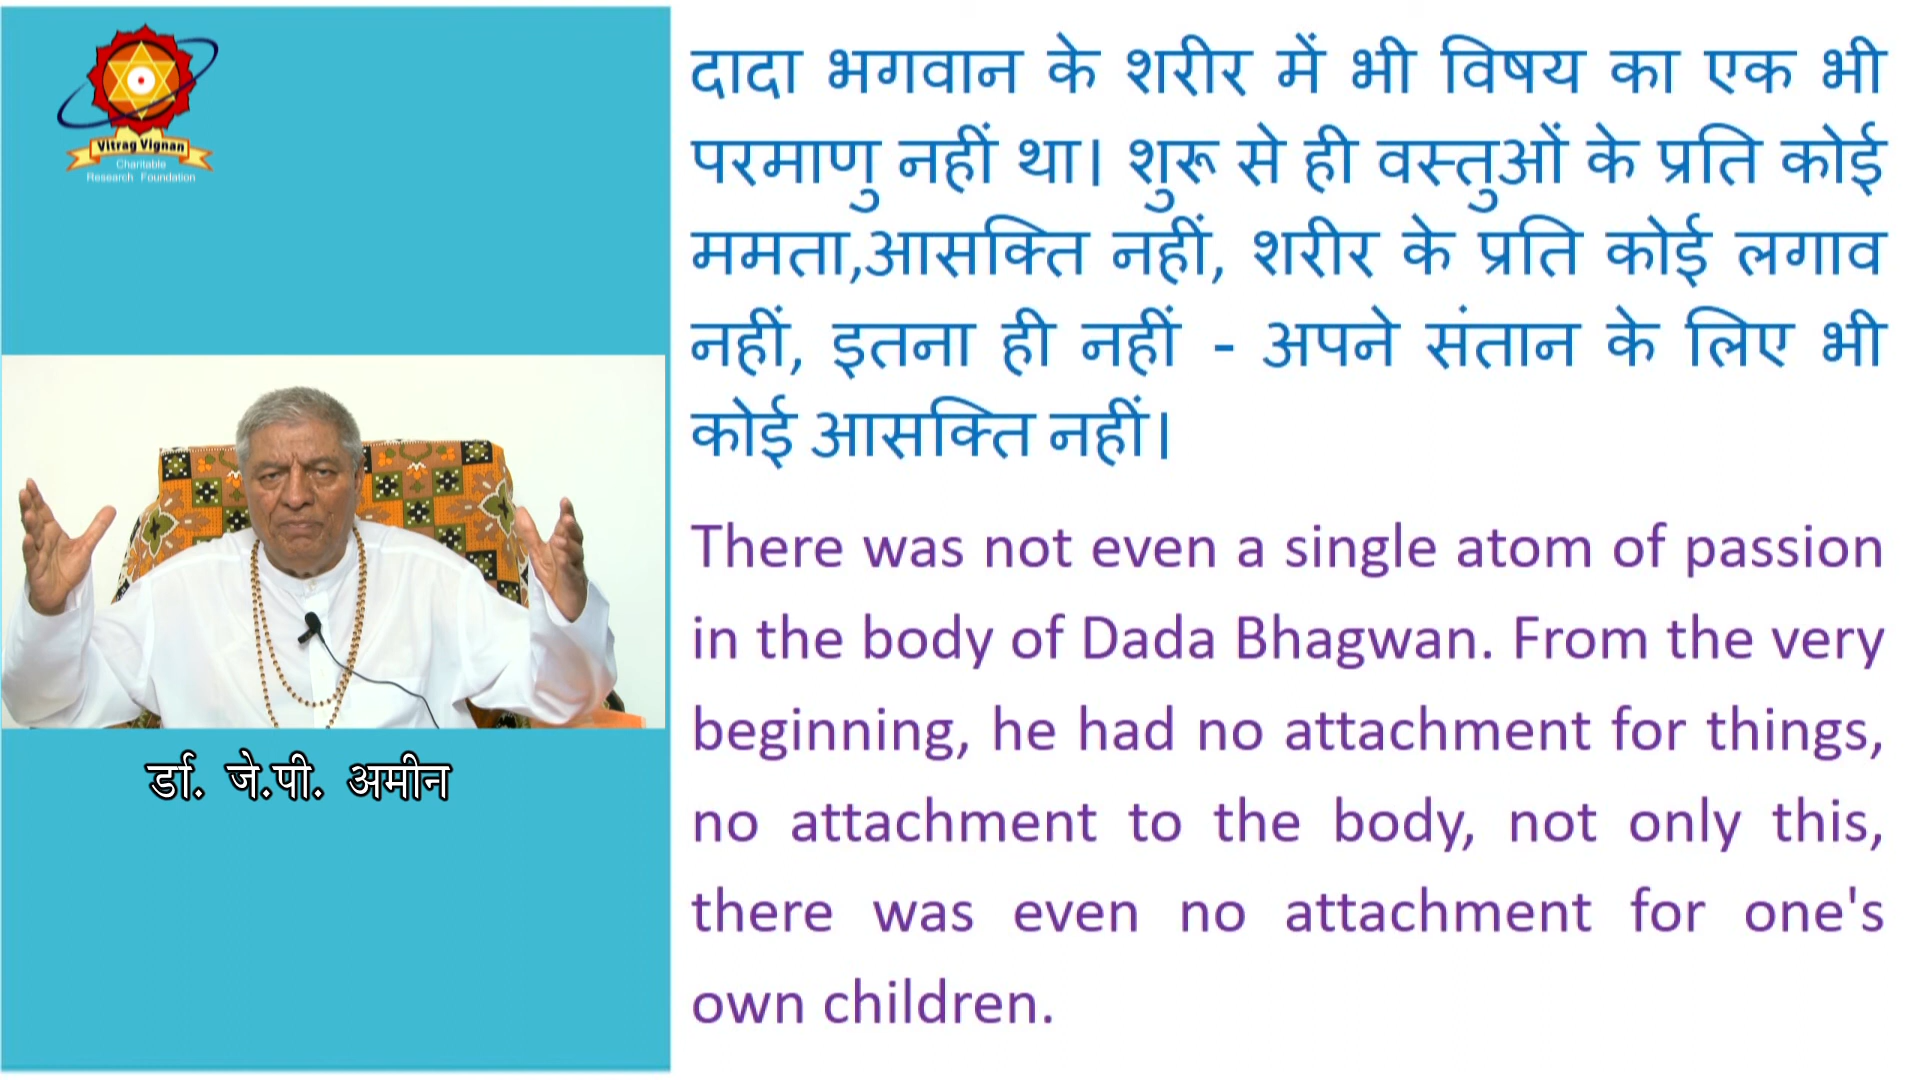 Vitrag Vignan
Charitable
Research Foundation
डॉ. जे.पी. अमीन
दादा भगवान के शरीर में भी विषय का एक भी
परमाणु नहीं था। शुरू से ही वस्तुओं के प्रति कोई
ममता,आसक्ति नहीं, शरीर के प्रति कोई लगाव
नहीं, इतना ही नहीं - अपने संतान के लिए भी
कोई आसक्ति नहीं।
There was not even a single atom of passion
in the body of Dada Bhagwan. From the very
beginning, he had no attachment for things,
no attachment to the body, not only this,
there was even no attachment for one's
own children.